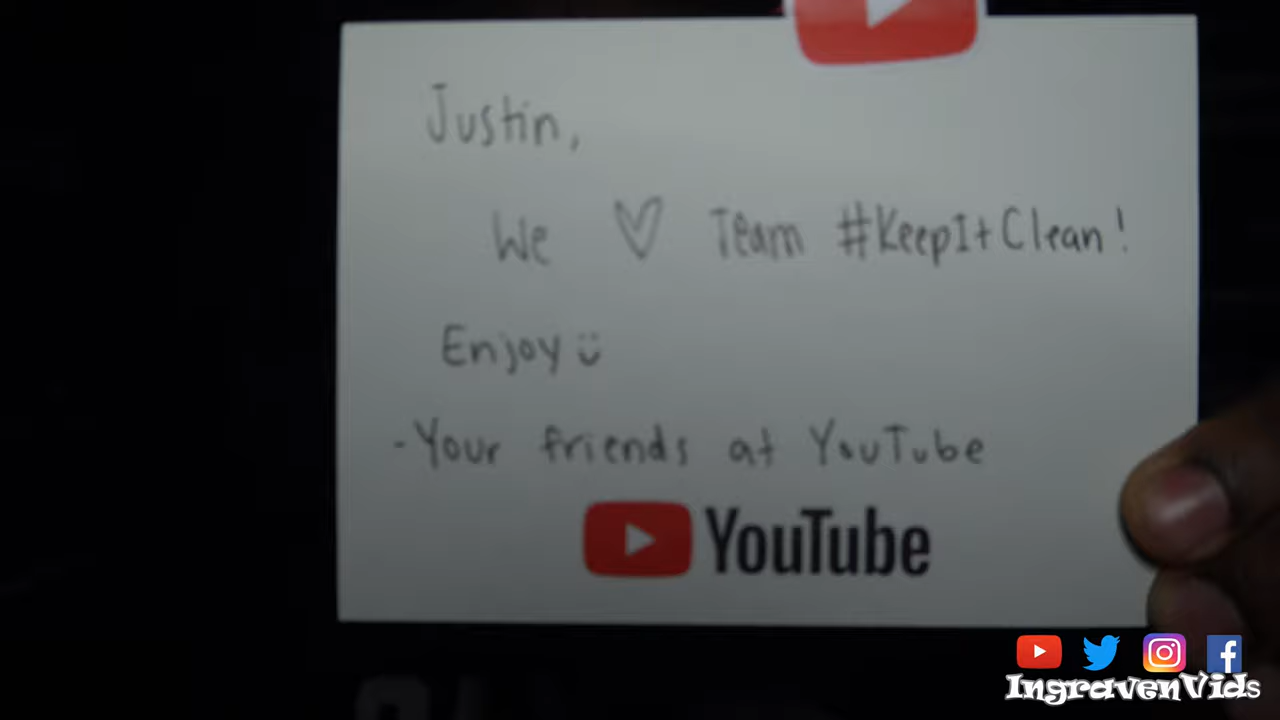 Justin,
We ♡ Team #KeepItClean!
Enjoy ☺
- Your friends at YouTube
YouTube
IngravenVids